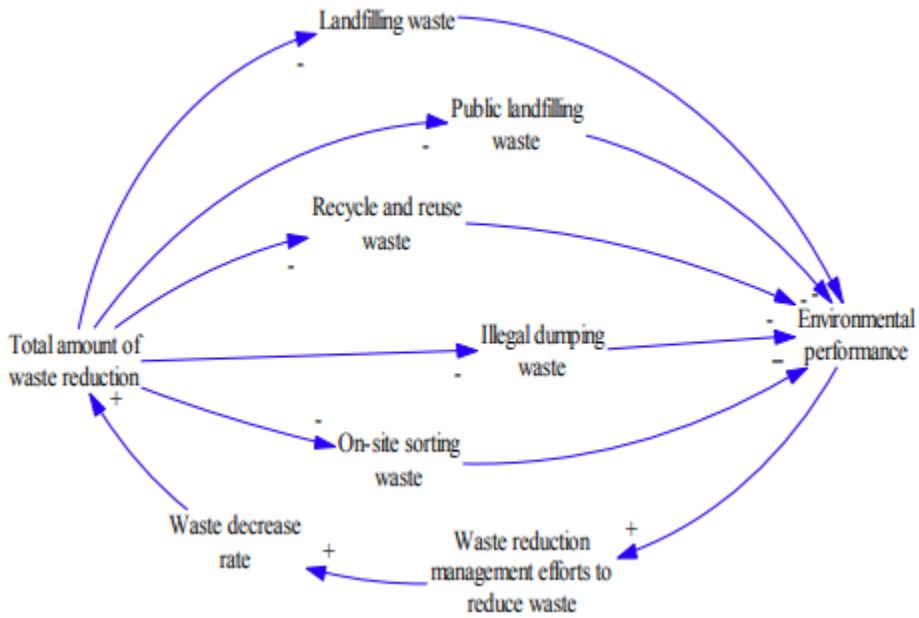 Landfilling waste
-
Public landfilling
waste
-
Recycle and reuse
waste
-
- -
Environmental
performance
-
Illegal dumping
waste
-
Total amount of
waste reduction
+
–
-
On-site sorting
waste
Waste decrease
rate
+
+
Waste reduction
management efforts to
reduce waste